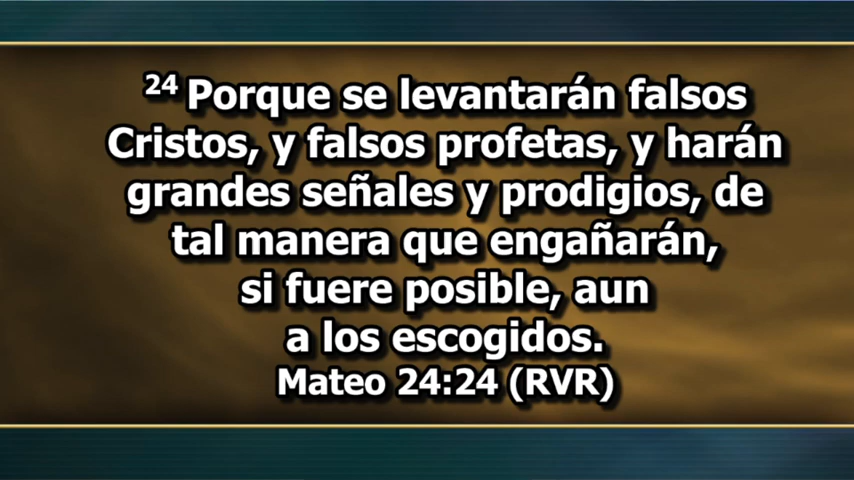 24 Porque se levantarán falsos
Cristos, y falsos profetas, y harán
grandes señales y prodigios, de
tal manera que engañarán,
si fuere posible, aun
a los escogidos.
Mateo 24:24 (RVR)